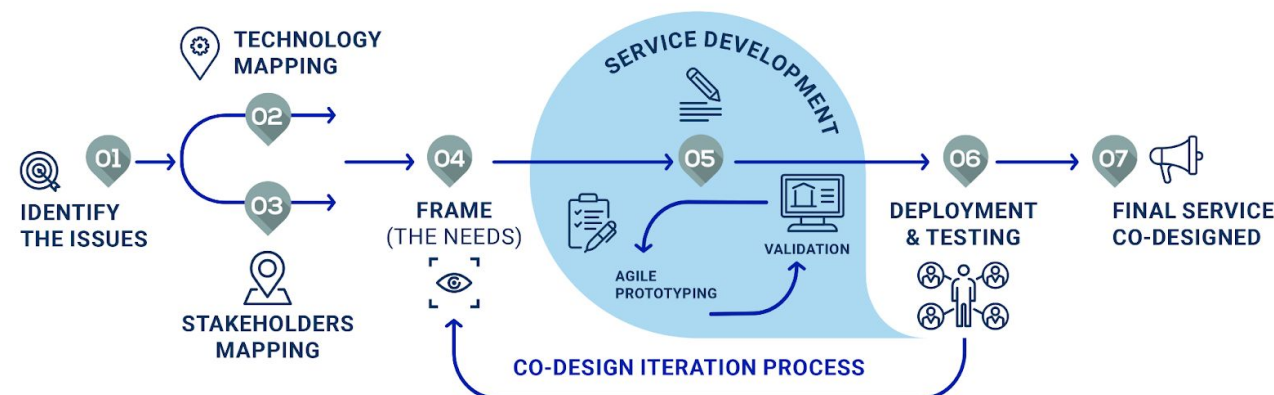 01
IDENTIFY
THE ISSUES
TECHNOLOGY
MAPPING
02
03
STAKEHOLDERS
MAPPING
04
FRAME
(THE NEEDS)
SERVICE DEVELOPMENT
05
AGILE
PROTOTYPING
VALIDATION
06
DEPLOYMENT
& TESTING
07
FINAL SERVICE
CO-DESIGNED
CO-DESIGN ITERATION PROCESS